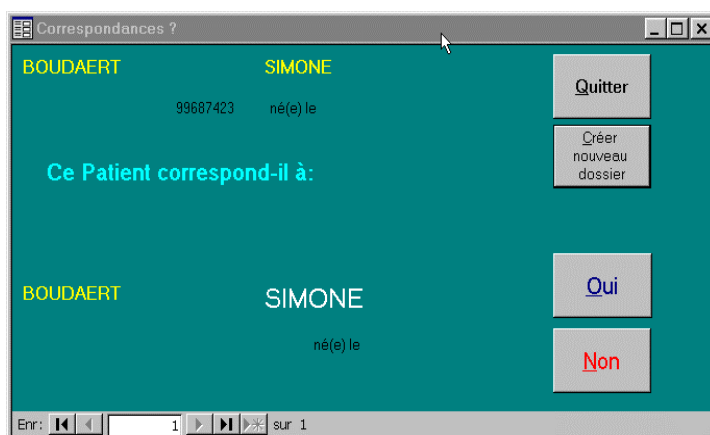 Correspondances ?
BOUDAERT SIMONE
99687423 né(e) le
Quitter
Créer
nouveau
dossier
Ce Patient correspond-il à:
BOUDAERT SIMONE
né(e) le
Oui
Non
Enr: 1 sur 1